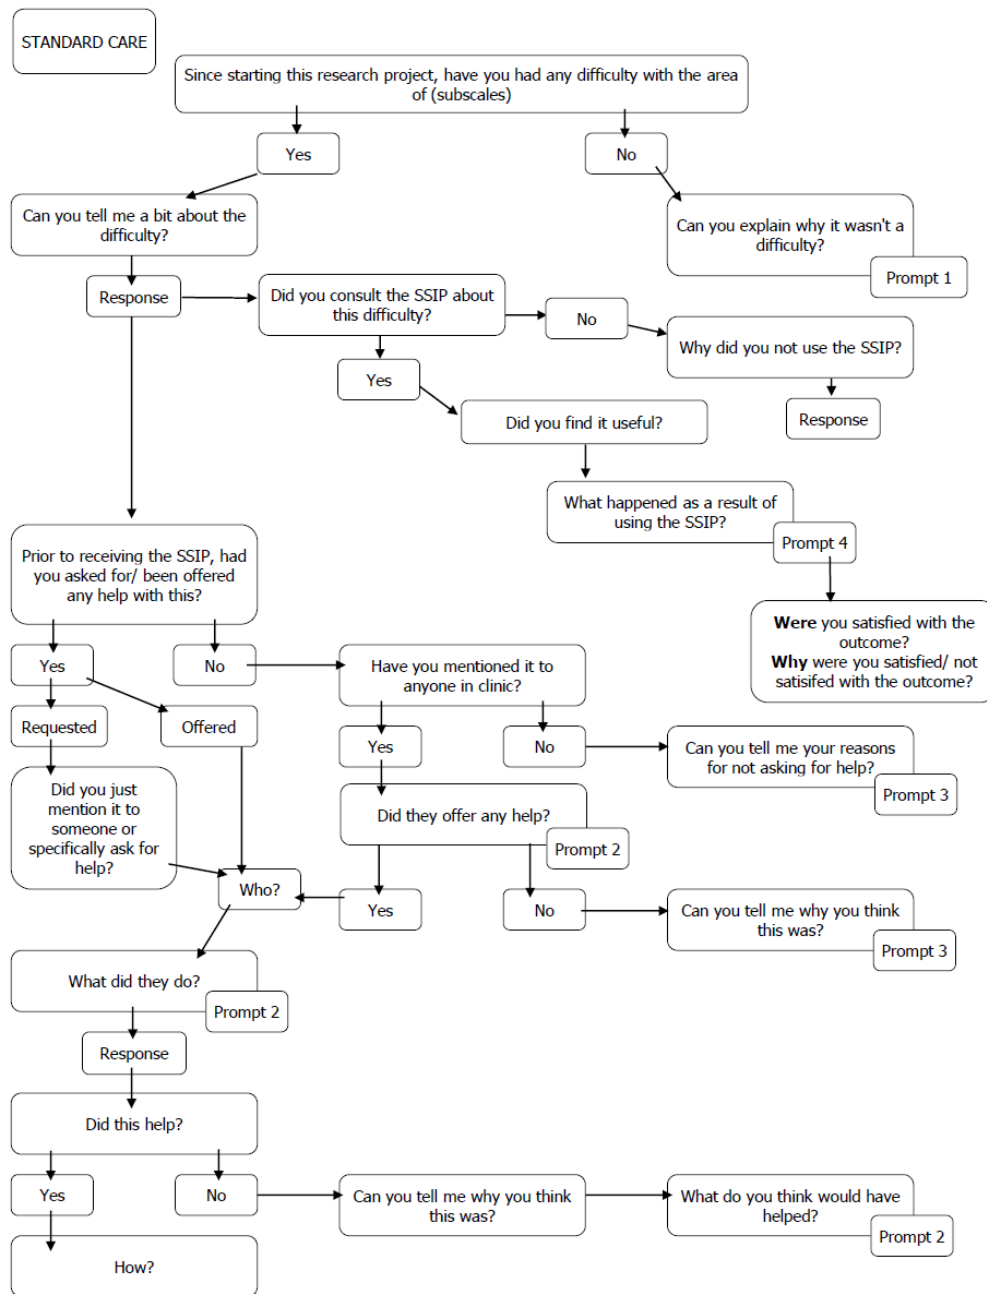 STANDARD CARE
Since starting this research project, have you had any difficulty with the area
of (subscales)
Yes
No
Can you tell me a bit about the
difficulty?
Can you explain why it wasn't a
difficulty?
Prompt 1
Response
Did you consult the SSIP about
this difficulty?
No
Why did you not use the SSIP?
Yes
Response
Did you find it useful?
What happened as a result of
using the SSIP?
Prompt 4
Prior to receiving the SSIP, had
you asked for/ been offered
any help with this?
Were you satisfied with the
outcome?
Why were you satisfied/ not
satisifed with the outcome?
Yes
No
Have you mentioned it to
anyone in clinic?
Requested
Offered
Yes
No
Can you tell me your reasons
for not asking for help?
Prompt 3
Did you just
mention it to
someone or
specifically ask for
help?
Did they offer any help?
Prompt 2
Who?
Yes
No
Can you tell me why you think
this was?
Prompt 3
What did they do?
Prompt 2
Response
Did this help?
Yes
No
Can you tell me why you think
this was?
What do you think would have
helped?
Prompt 2
How?